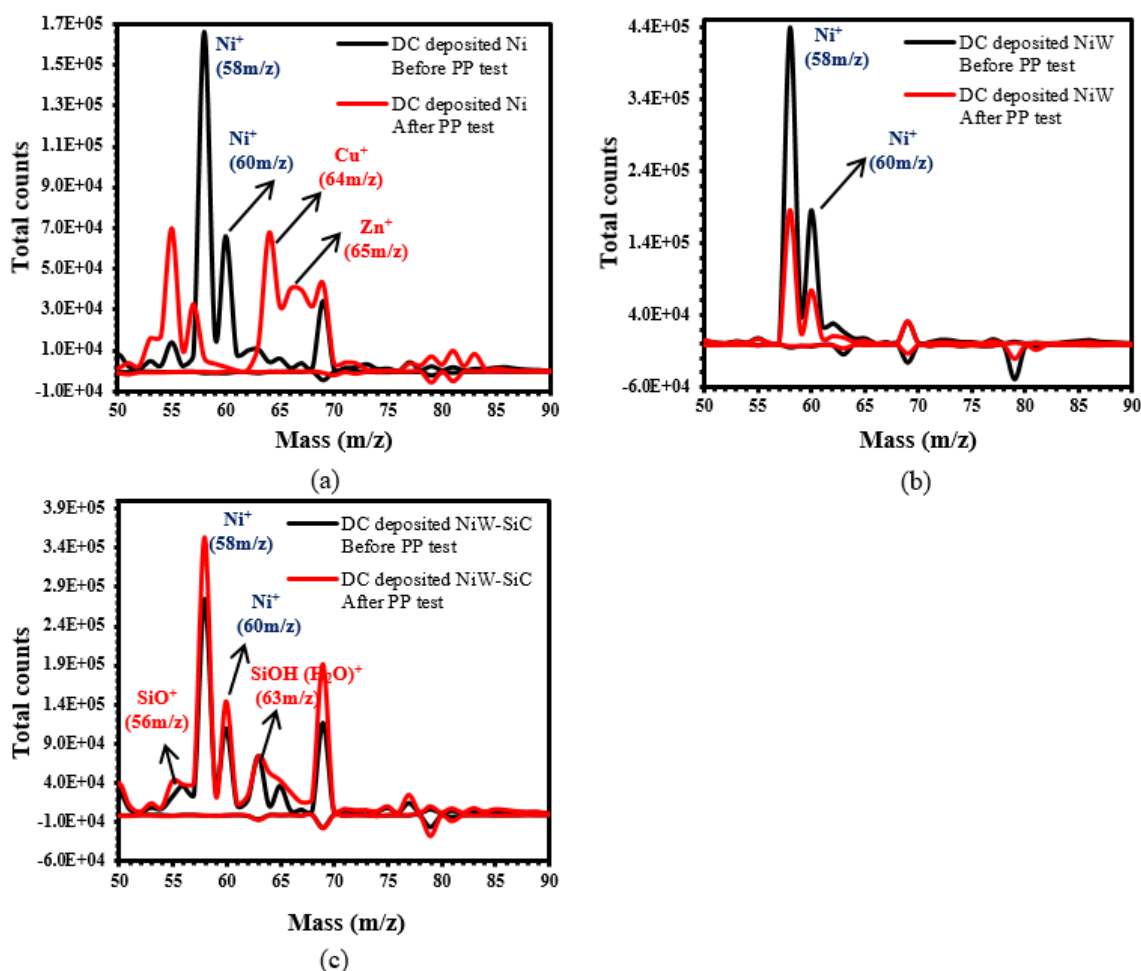 1.7E+05
1.5E+05
1.3E+05
1.1E+05
9.0E+04
7.0E+04
5.0E+04
3.0E+04
1.0E+04
-1.0E+04
Total counts
Ni⁺
(58m/z)
Ni⁺
(60m/z)
Cu⁺
(64m/z)
Zn⁺
(65m/z)
DC deposited Ni
Before PP test
DC deposited Ni
After PP test
50 55 60 65 70 75 80 85 90
Mass (m/z)
(a)
4.4E+05
3.4E+05
2.4E+05
1.4E+05
4.0E+04
-6.0E+04
Total counts
Ni⁺
(58m/z)
Ni⁺
(60m/z)
DC deposited NiW
Before PP test
DC deposited NiW
After PP test
50 55 60 65 70 75 80 85 90
Mass (m/z)
(b)
3.9E+05
3.4E+05
2.9E+05
2.4E+05
1.9E+05
1.4E+05
9.0E+04
4.0E+04
-1.0E+04
-6.0E+04
Total counts
Ni⁺
(58m/z)
Ni⁺
(60m/z)
SiOH (H₂O)⁺
(63m/z)
SiO⁺
(56m/z)
DC deposited NiW-SiC
Before PP test
DC deposited NiW-SiC
After PP test
50 55 60 65 70 75 80 85 90
Mass (m/z)
(c)